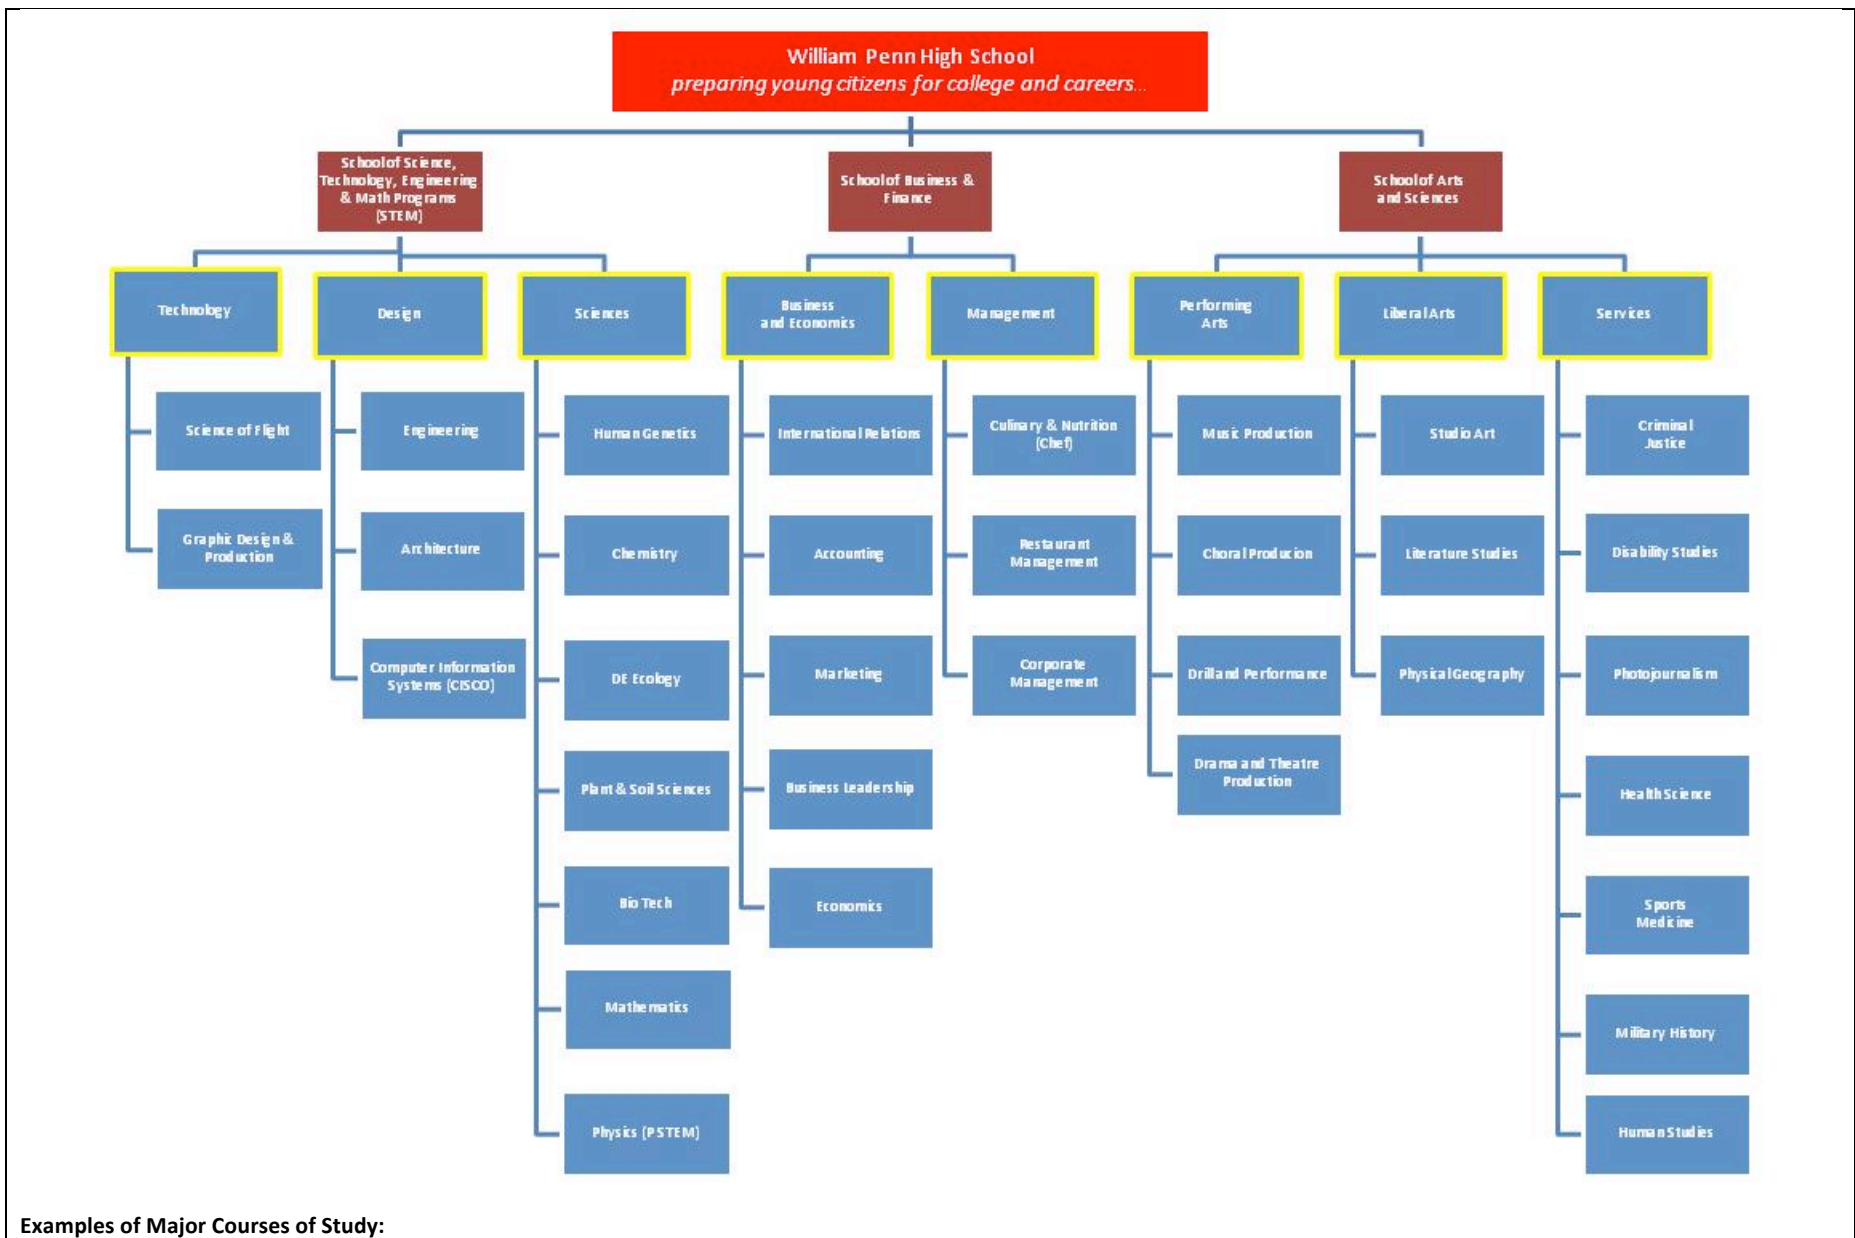 William Penn High School
preparing young citizens for college and careers...
School of Science,
Technology, Engineering
& Math Programs
(STEM)
School of Business &
Finance
School of Arts
and Sciences
Technology
Design
Sciences
Business
and Economics
Management
Performing
Arts
Liberal Arts
Services
Science of Flight
Graphic Design &
Production
Engineering
Architecture
Computer Information
Systems (CISCO)
Human Genetics
Chemistry
DE Ecology
Plant & Soil Sciences
Bio Tech
Mathematics
Physics (PSTEM)
International Relations
Accounting
Marketing
Business Leadership
Economics
Culinary & Nutrition
(Chef)
Restaurant
Management
Corporate
Management
Music Production
Choral Producion
Drill and Performance
Drama and Theatre
Production
Studio Art
Literature Studies
Physical Geography
Criminal
Justice
Disability Studies
Photojournalism
Health Science
Sports
Medicine
Military History
Human Studies
Examples of Major Courses of Study: